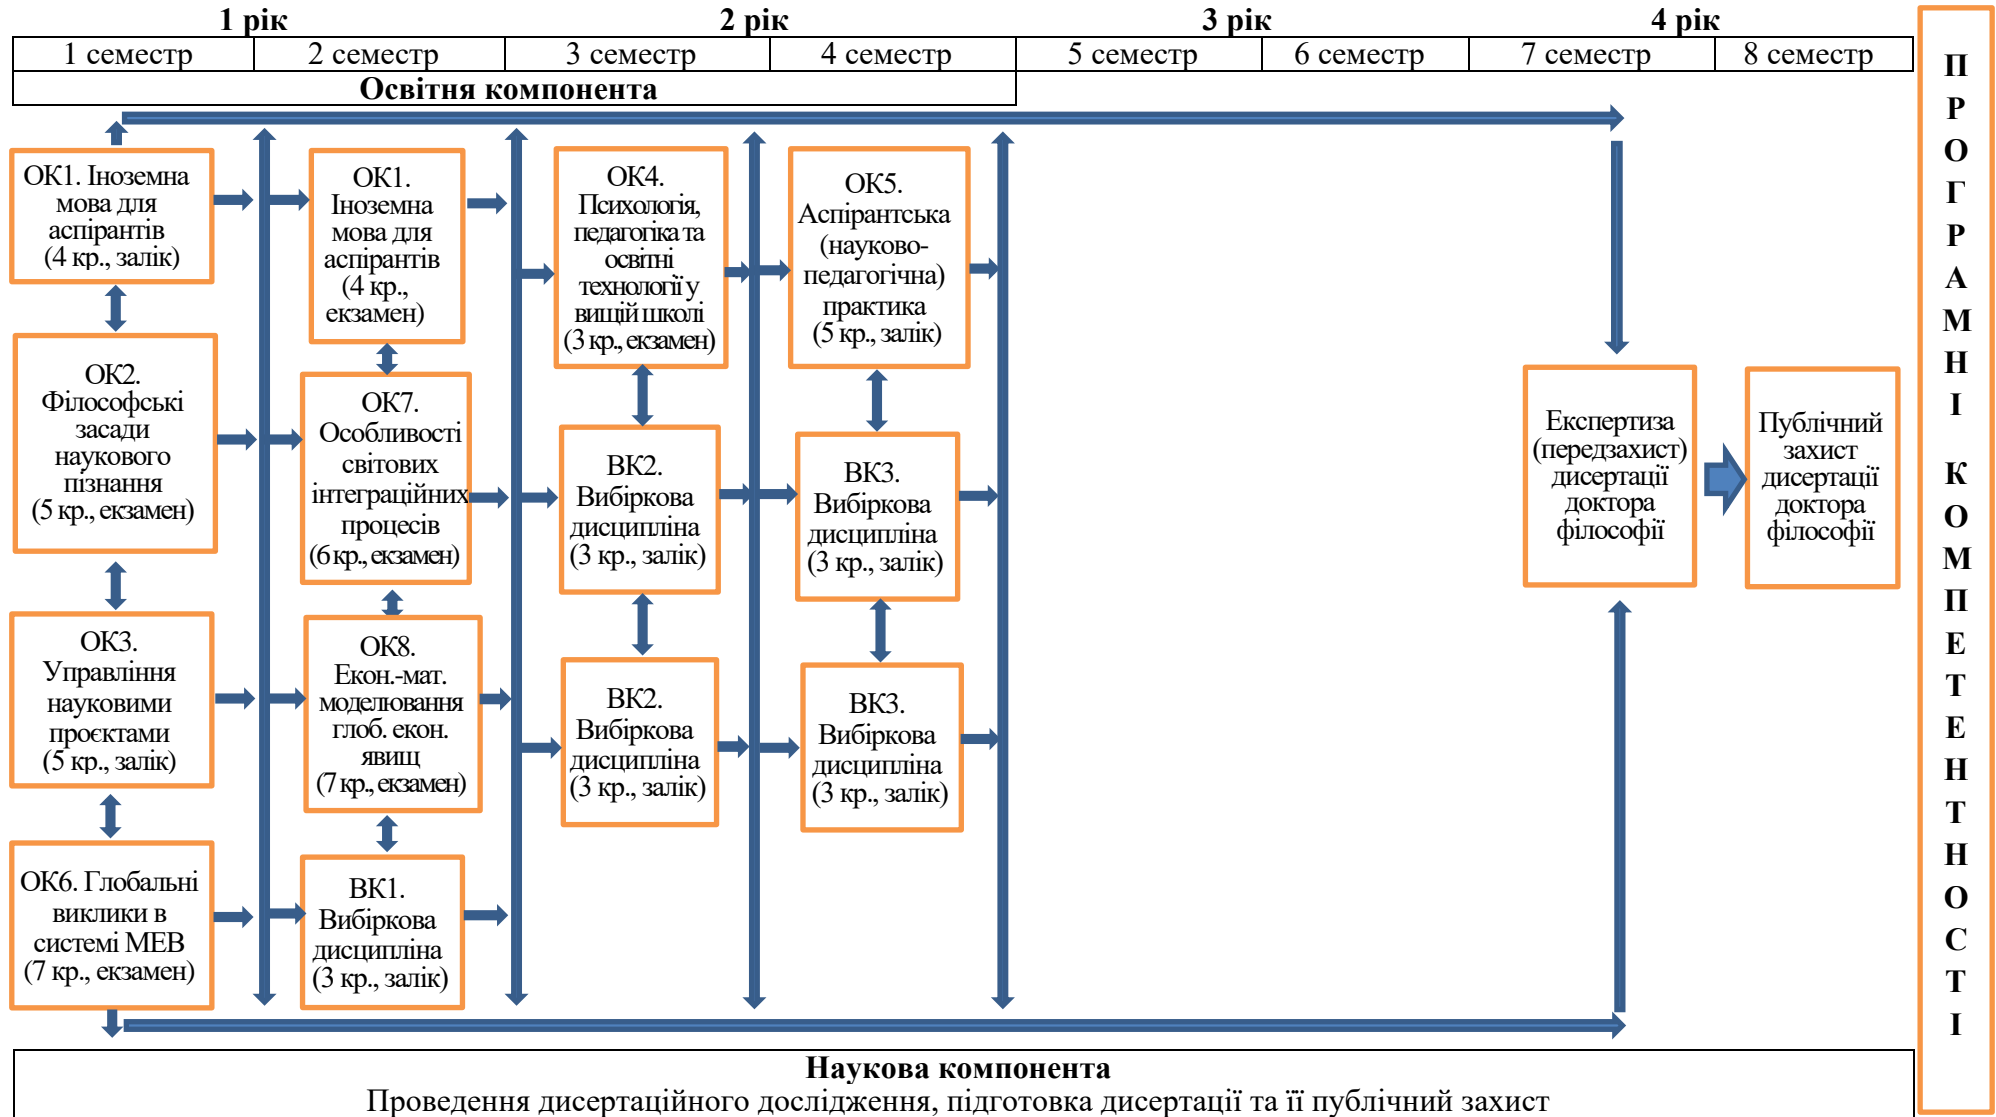 1 рік
2 рік
3 рік
4 рік
1 семестр
2 семестр
3 семестр
4 семестр
5 семестр
6 семестр
7 семестр
8 семестр
Освітня компонента
ОК1. Іноземна
мова для
аспірантів
(4 кр., залік)
ОК2.
Філософські
засади
наукового
пізнання
(5 кр., екзамен)
ОК3.
Управління
науковими
проєктами
(5 кр., залік)
ОК6. Глобальні
виклики в
системі МЕВ
(7 кр., екзамен)
ОК1.
Іноземна
мова для
аспірантів
(4 кр.,
екзамен)
ОК7.
Особливості
світових
інтеграційних
процесів
(6 кр., екзамен)
ОК8.
Екон.-мат.
моделювання
глоб. екон.
явищ
(7 кр., екзамен)
ВК1.
Вибіркова
дисципліна
(3 кр., залік)
ОК4.
Психологія,
педагогіка та
освітні
технології у
вищій школі
(3 кр., екзамен)
ВК2.
Вибіркова
дисципліна
(3 кр., залік)
ВК2.
Вибіркова
дисципліна
(3 кр., залік)
ОК5.
Аспірантська
(науково-
педагогічна)
практика
(5 кр., залік)
ВК3.
Вибіркова
дисципліна
(3 кр., залік)
ВК3.
Вибіркова
дисципліна
(3 кр., залік)
Експертиза
(передзахист)
дисертації
доктора
філософії
Публічний
захист
дисертації
доктора
філософії
ПРОГРАМНІ КОМПЕТЕНТНОСТІ
Наукова компонента
Проведення дисертаційного дослідження, підготовка дисертації та її публічний захист